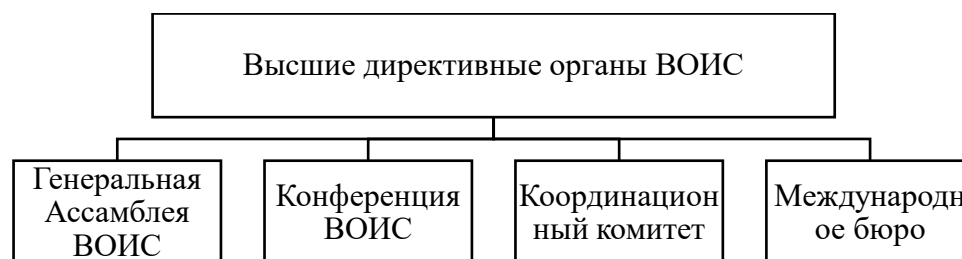 Высшие директивные органы ВОИС
Генеральная
Ассамблея
ВОИС
Конференция
ВОИС
Координацион
ный комитет
Международн
ое бюро